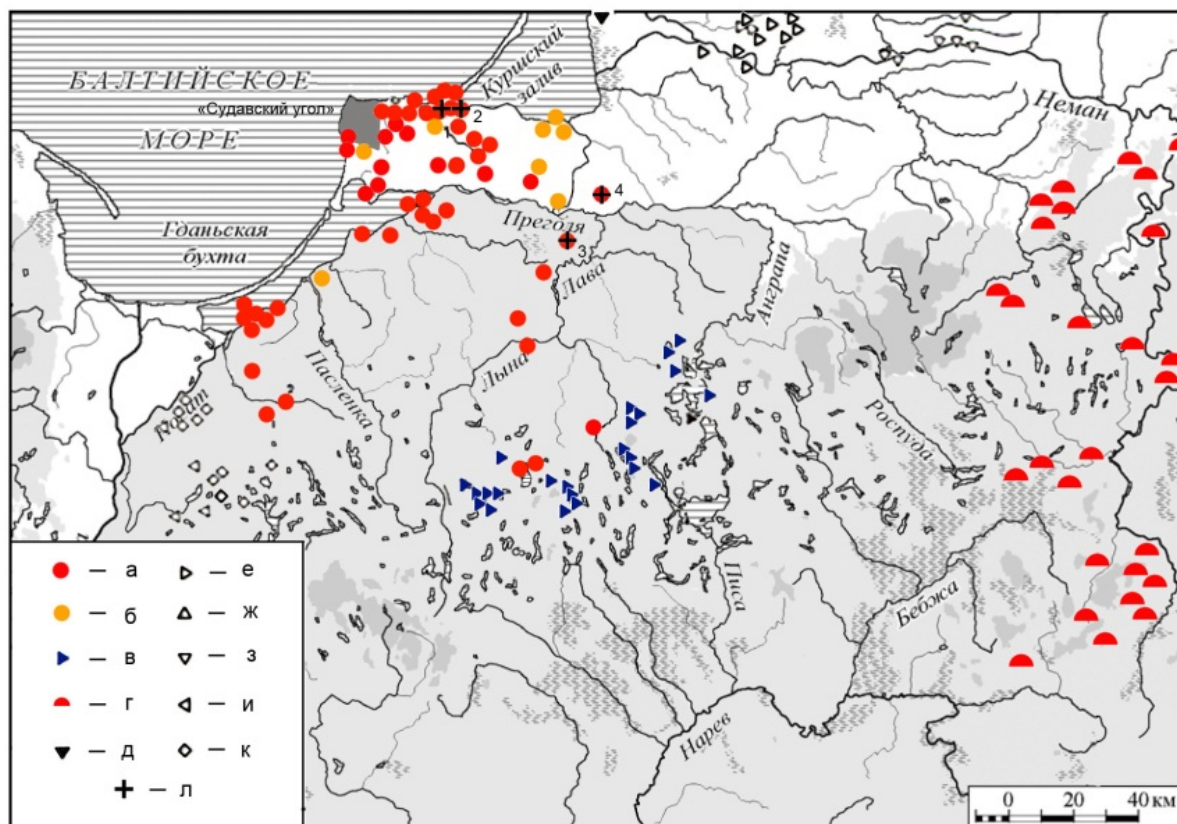 БАЛТИЙСКОЕ
МОРЕ
«Судавский угол»
Куршский
залив
2
1
4
3
Неман
Гданьская
бухта
Преголя
Лава
Анграпа
Ногат
Пасленка
Лына
Роспуда
Писа
Бебжа
Нарев
а
б
в
г
д
е
ж
з
и
к
л
0 20 40 км